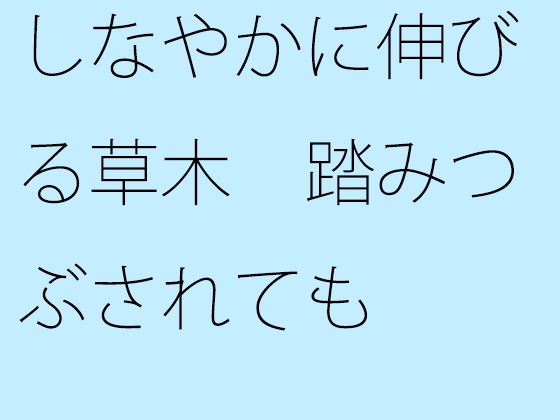 しなやかに伸び
る草木　踏みつ
ぶされても